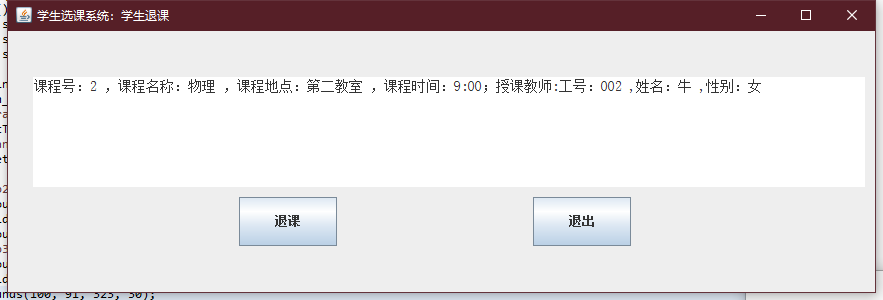 学生选课系统：学生退课
课程号：2 ，课程名称：物理 ，课程地点：第二教室 ，课程时间：9:00；授课教师:工号：002 ,姓名：牛 ,性别：女
退课
退出
unds(100, 91, 323, 30);